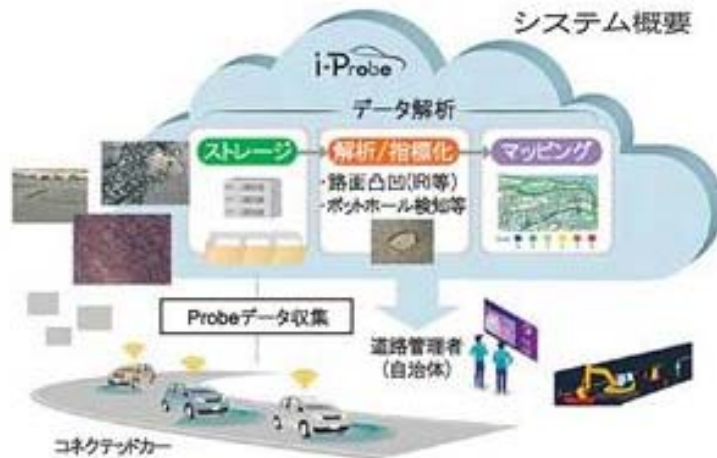 システム概要
i-Probe
データ解析
ストレージ
解析/指標化
マッピング
・路面凸凹(IRI等)
・ポットホール検知等
Probeデータ収集
道路管理者
(自治体)
コネクテッドカー